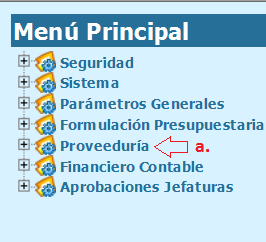 Menú Principal
Seguridad
Sistema
Parámetros Generales
Formulación Presupuestaria
Proveeduría a.
Financiero Contable
Aprobaciones Jefaturas